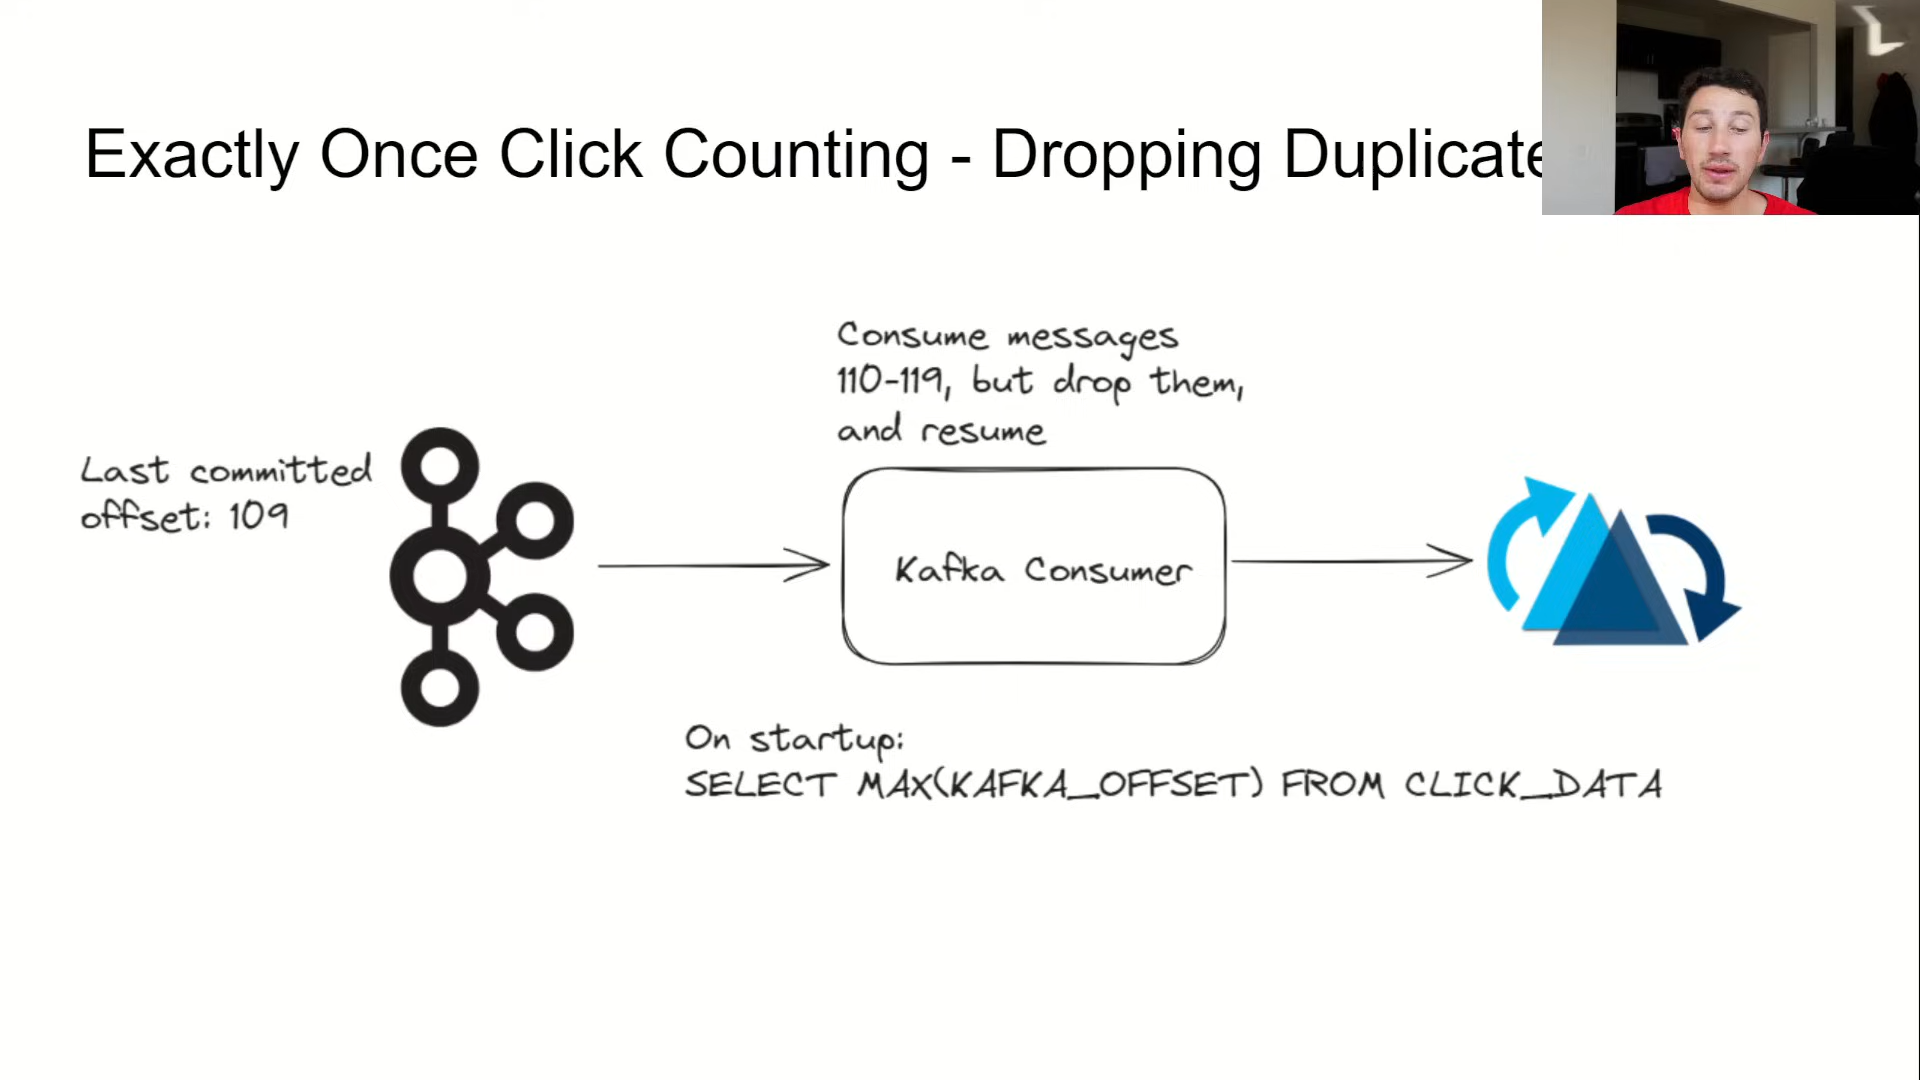 Exactly Once Click Counting - Dropping Duplicate
Consume messages
110-119, but drop them,
and resume
Last committed
offset: 109
Kafka Consumer
On startup:
SELECT MAX(KAFKA_OFFSET) FROM CLICK_DATA